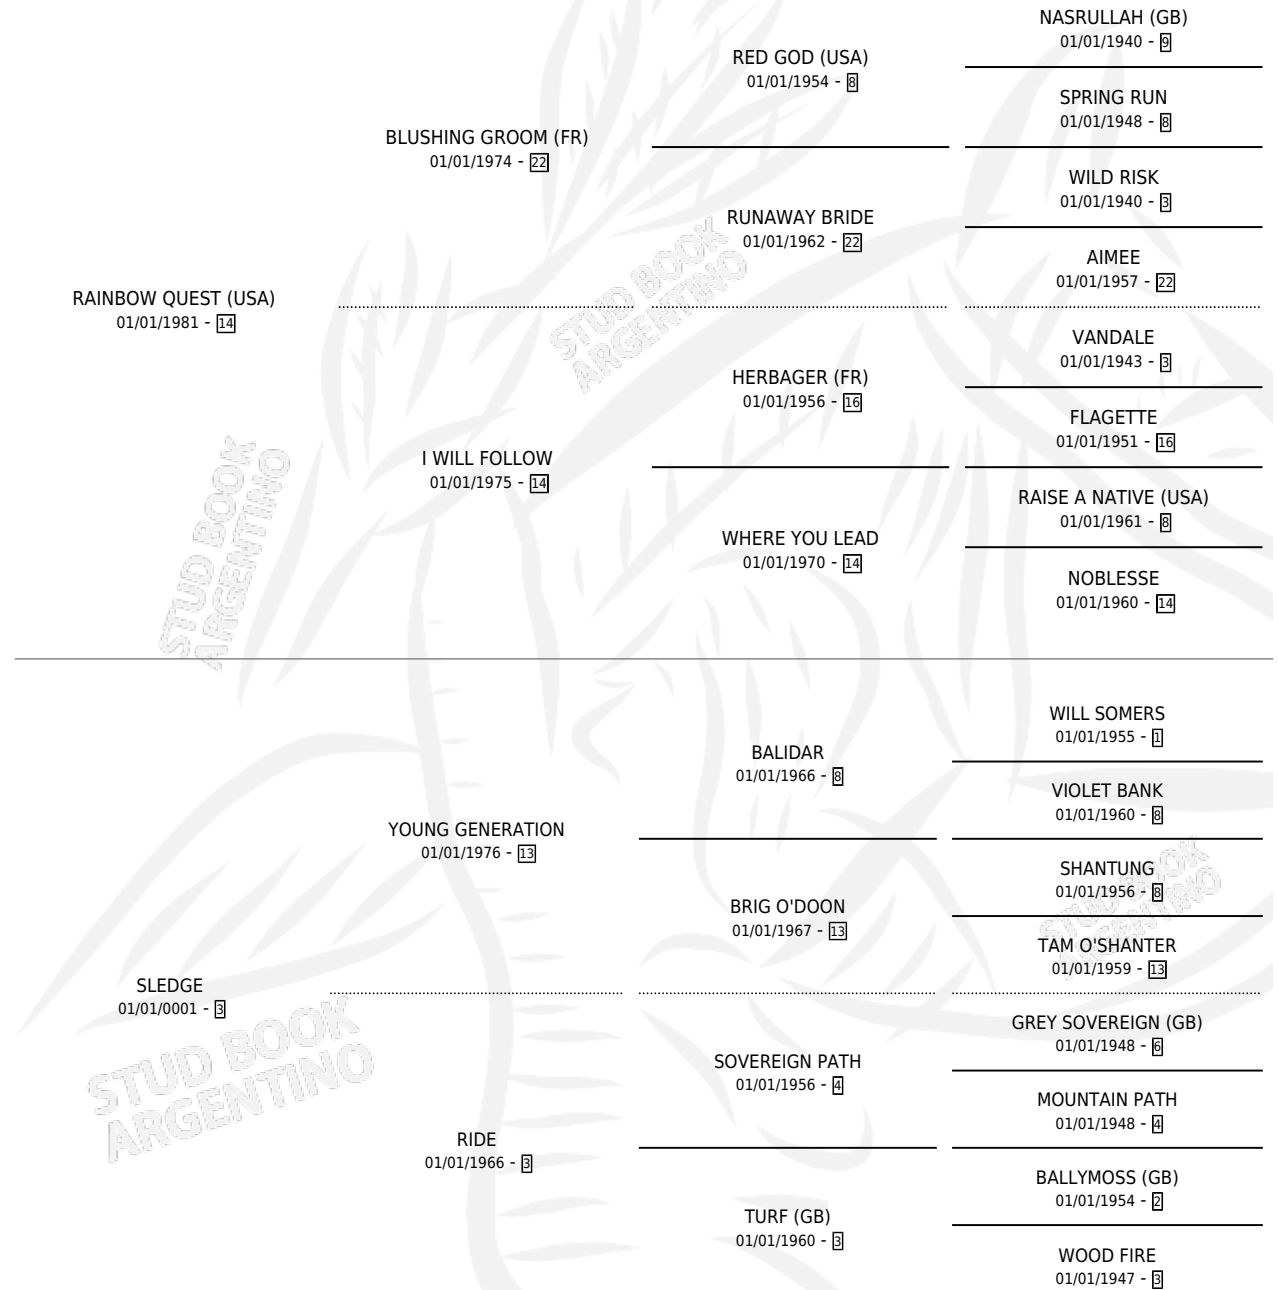 NASRULLAH (GB)
01/01/1940 - 9
RED GOD (USA)
01/01/1954 - 8
SPRING RUN
01/01/1948 - 8
BLUSHING GROOM (FR)
01/01/1974 - 22
WILD RISK
01/01/1940 - 3
RUNAWAY BRIDE
01/01/1962 - 22
AIMEE
01/01/1957 - 22
RAINBOW QUEST (USA)
01/01/1981 - 14
STUD BOOK
ARGENTINO
VANDALE
01/01/1943 - 3
HERBAGER (FR)
01/01/1956 - 16
FLAGETTE
01/01/1951 - 16
I WILL FOLLOW
01/01/1975 - 14
RAISE A NATIVE (USA)
01/01/1961 - 8
WHERE YOU LEAD
01/01/1970 - 14
NOBLESSE
01/01/1960 - 14
STUD BOOK
ARGENTINO
WILL SOMERS
01/01/1955 - 1
BALIDAR
01/01/1966 - 8
VIOLET BANK
01/01/1960 - 8
YOUNG GENERATION
01/01/1976 - 13
SHANTUNG
01/01/1956 - 8
STUD BOOK
ARGENTINO
BRIG O'DOON
01/01/1967 - 13
TAM O'SHANTER
01/01/1959 - 13
SLEDGE
01/01/0001 - 3
STUD BOOK
ARGENTINO
GREY SOVEREIGN (GB)
01/01/1948 - 6
SOVEREIGN PATH
01/01/1956 - 4
MOUNTAIN PATH
01/01/1948 - 4
RIDE
01/01/1966 - 3
BALLYMOSS (GB)
01/01/1954 - 2
TURF (GB)
01/01/1960 - 3
WOOD FIRE
01/01/1947 - 3